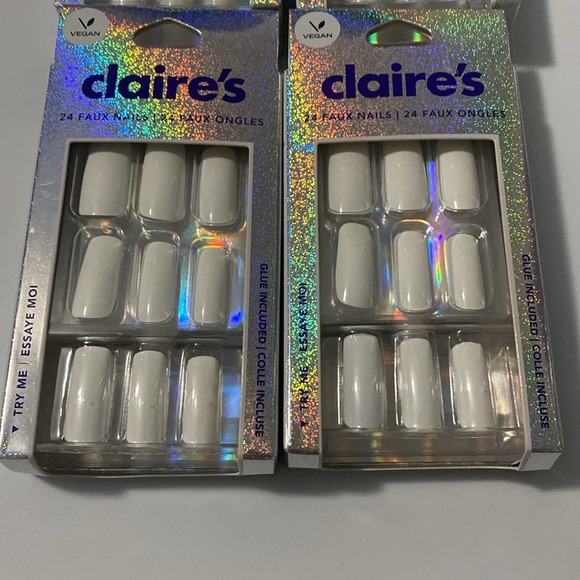 VEGAN
claire's
24 FAUX NAILS | 24 FAUX ONGLES
▼ TRY ME | ESSAYE MOI
GLUE INCLUDED | COLLE INCLUSE
VEGAN
claire's
24 FAUX NAILS | 24 FAUX ONGLES
▼ TRY ME | ESSAYE MOI
GLUE INCLUDED | COLLE INCLUSE